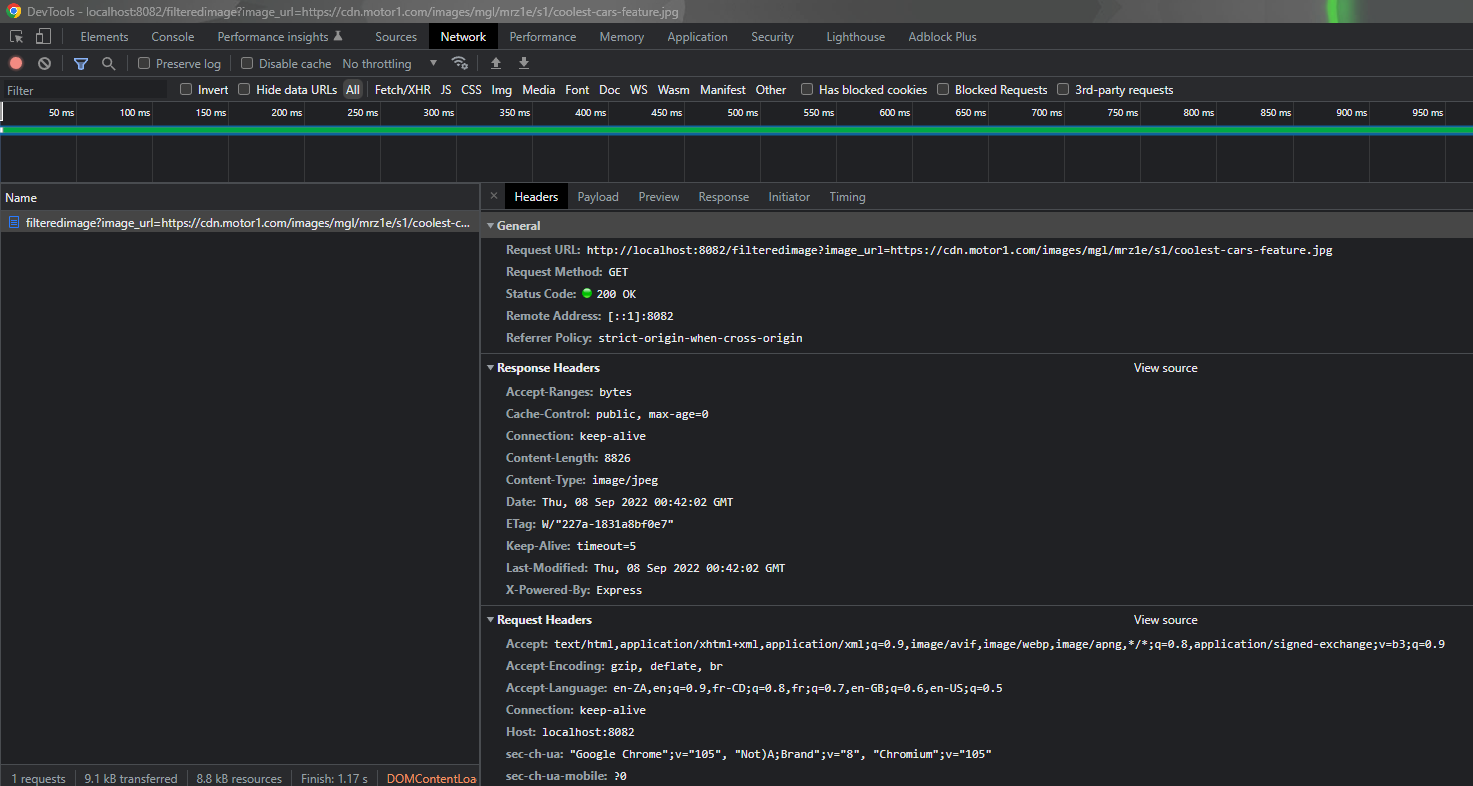 DevTools - localhost:8082/filteredimage?image_url=https://cdn.motor1.com/images/mgl/mrz1e/s1/coolest-cars-feature.jpg
Elements Console Performance insights Sources Network Performance Memory Application Security Lighthouse Adblock Plus
Preserve log Disable cache No throttling
Filter Invert Hide data URLs All Fetch/XHR JS CSS Img Media Font Doc WS Wasm Manifest Other Has blocked cookies Blocked Requests 3rd-party requests
50 ms 100 ms 150 ms 200 ms 250 ms 300 ms 350 ms 400 ms 450 ms 500 ms 550 ms 600 ms 650 ms 700 ms 750 ms 800 ms 850 ms 900 ms 950 ms
Name
filteredimage?image_url=https://cdn.motor1.com/images/mgl/mrz1e/s1/coolest-c...
× Headers Payload Preview Response Initiator Timing
General
Request URL: http://localhost:8082/filteredimage?image_url=https://cdn.motor1.com/images/mgl/mrz1e/s1/coolest-cars-feature.jpg
Request Method: GET
Status Code: 200 OK
Remote Address: [::1]:8082
Referrer Policy: strict-origin-when-cross-origin
Response Headers View source
Accept-Ranges: bytes
Cache-Control: public, max-age=0
Connection: keep-alive
Content-Length: 8826
Content-Type: image/jpeg
Date: Thu, 08 Sep 2022 00:42:02 GMT
ETag: W/"227a-1831a8bf0e7"
Keep-Alive: timeout=5
Last-Modified: Thu, 08 Sep 2022 00:42:02 GMT
X-Powered-By: Express
Request Headers View source
Accept: text/html,application/xhtml+xml,application/xml;q=0.9,image/avif,image/webp,image/apng,*/*;q=0.8,application/signed-exchange;v=b3;q=0.9
Accept-Encoding: gzip, deflate, br
Accept-Language: en-ZA,en;q=0.9,fr-CD;q=0.8,fr;q=0.7,en-GB;q=0.6,en-US;q=0.5
Connection: keep-alive
Host: localhost:8082
sec-ch-ua: "Google Chrome";v="105", "Not)A;Brand";v="8", "Chromium";v="105"
sec-ch-ua-mobile: ?0
1 requests 9.1 kB transferred 8.8 kB resources Finish: 1.17 s DOMContentLoa